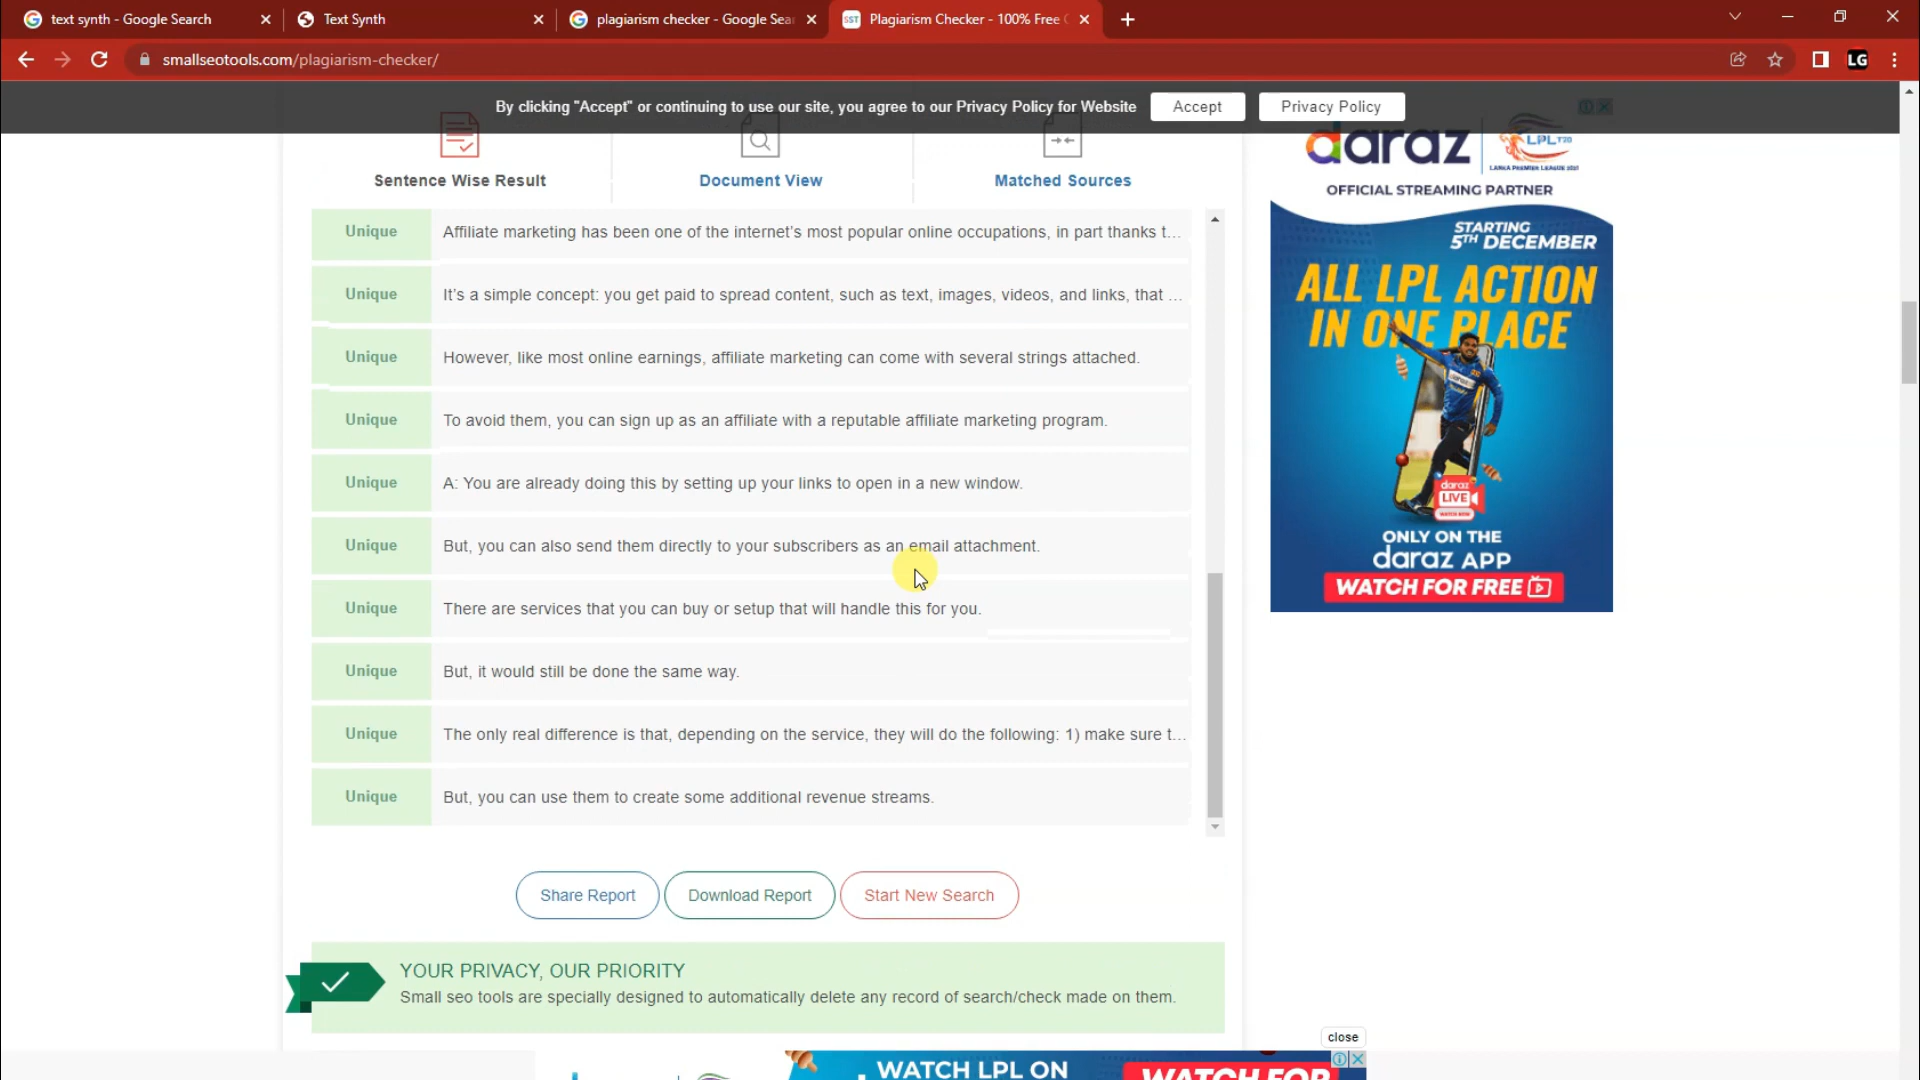 text synth - Google Search
Text Synth
plagiarism checker - Google Sea
SST
Plagiarism Checker - 100% Free
smallseotools.com/plagiarism-checker/
LG
By clicking "Accept" or continuing to use our site, you agree to our Privacy Policy for Website
Accept
Privacy Policy
Sentence Wise Result
Document View
Matched Sources
Unique
Affiliate marketing has been one of the internet's most popular online occupations, in part thanks t...
Unique
It's a simple concept: you get paid to spread content, such as text, images, videos, and links, that ...
Unique
However, like most online earnings, affiliate marketing can come with several strings attached.
Unique
To avoid them, you can sign up as an affiliate with a reputable affiliate marketing program.
Unique
A: You are already doing this by setting up your links to open in a new window.
Unique
But, you can also send them directly to your subscribers as an email attachment.
Unique
There are services that you can buy or setup that will handle this for you.
Unique
But, it would still be done the same way.
Unique
The only real difference is that, depending on the service, they will do the following: 1) make sure t...
Unique
But, you can use them to create some additional revenue streams.
Share Report
Download Report
Start New Search
YOUR PRIVACY, OUR PRIORITY
Small seo tools are specially designed to automatically delete any record of search/check made on them.
daraz
LPL T20
LANKA PREMIER LEAGUE 2021
OFFICIAL STREAMING PARTNER
STARTING
5TH DECEMBER
ALL LPL ACTION
IN ONE PLACE
daraz
LIVE
WATCH NOW
ONLY ON THE
daraz APP
WATCH FOR FREE
close
WATCH LPL ON
WATCH FOR